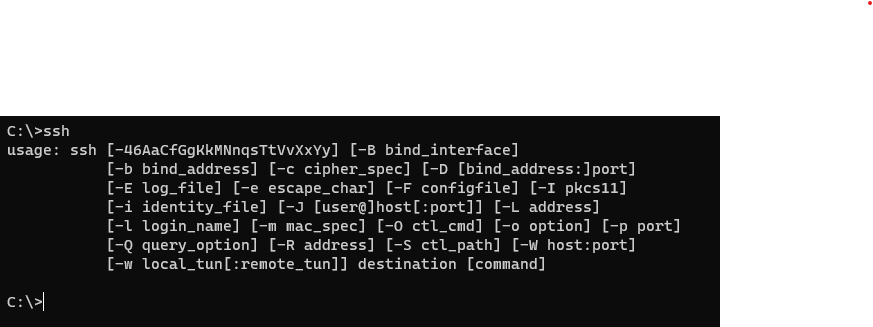 C:\>ssh
usage: ssh [-46AaCfGgKkMNnqsTtVvXxYy] [-B bind_interface]
           [-b bind_address] [-c cipher_spec] [-D [bind_address:]port]
           [-E log_file] [-e escape_char] [-F configfile] [-I pkcs11]
           [-i identity_file] [-J [user@]host[:port]] [-L address]
           [-l login_name] [-m mac_spec] [-O ctl_cmd] [-o option] [-p port]
           [-Q query_option] [-R address] [-S ctl_path] [-W host:port]
           [-w local_tun[:remote_tun]] destination [command]
C:\>